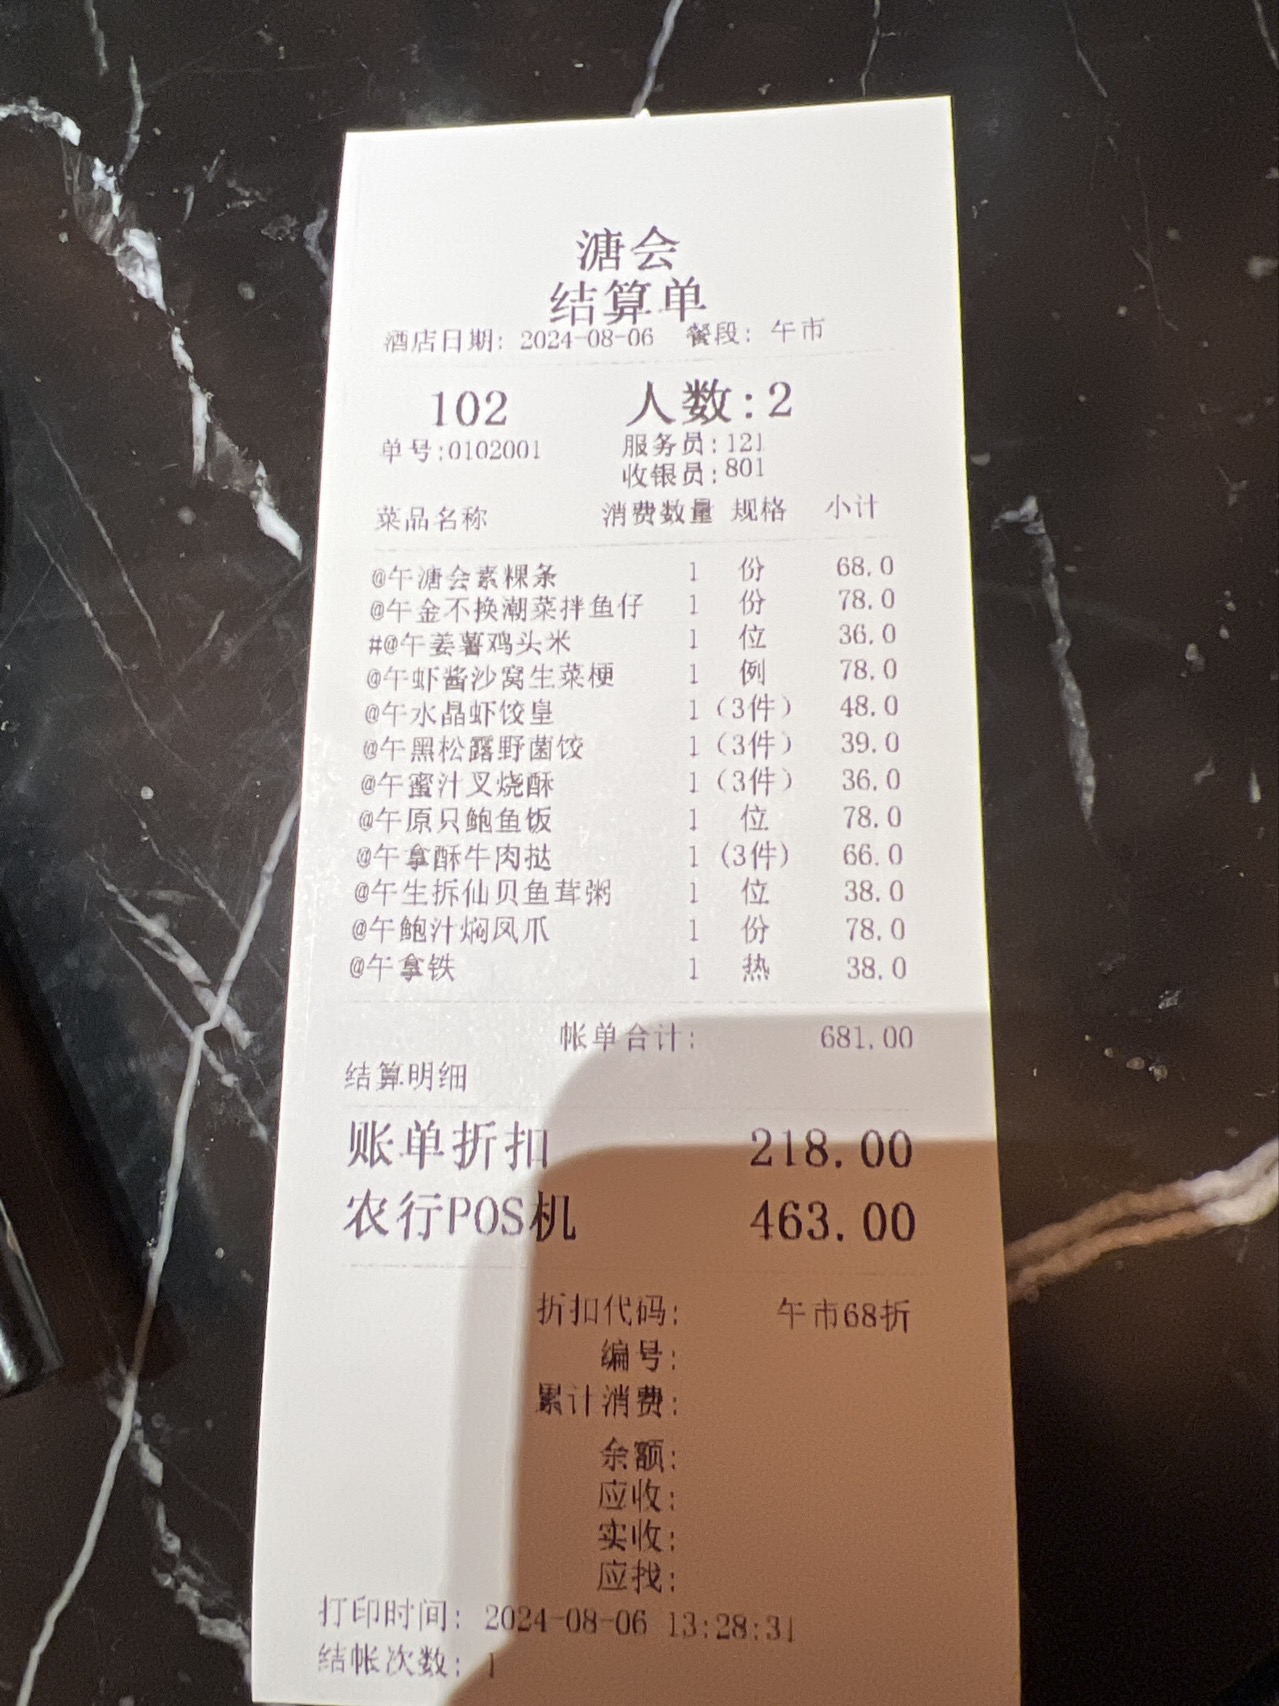 溏会
结算单
酒店日期: 2024-08-06 餐段: 午市
102 人数:2
单号:0102001 服务员:121
收银员:801
菜品名称 消费数量 规格 小计
@午溏会素粿条 1 份 68.0
@午金不换潮菜拌鱼仔 1 份 78.0
#@午姜薯鸡头米 1 位 36.0
@午虾酱沙窝生菜梗 1 例 78.0
@午水晶虾饺皇 1 (3件) 48.0
@午黑松露野菌饺 1 (3件) 39.0
@午蜜汁叉烧酥 1 (3件) 36.0
@午原只鲍鱼饭 1 位 78.0
@午拿酥牛肉挞 1 (3件) 66.0
@午生拆仙贝鱼茸粥 1 位 38.0
@午鲍汁焖凤爪 1 份 78.0
@午拿铁 1 热 38.0
帐单合计: 681.00
结算明细
账单折扣 218.00
农行POS机 463.00
折扣代码: 午市68折
编号:
累计消费:
余额:
应收:
实收:
应找:
打印时间: 2024-08-06 13:28:31
结帐次数: 1